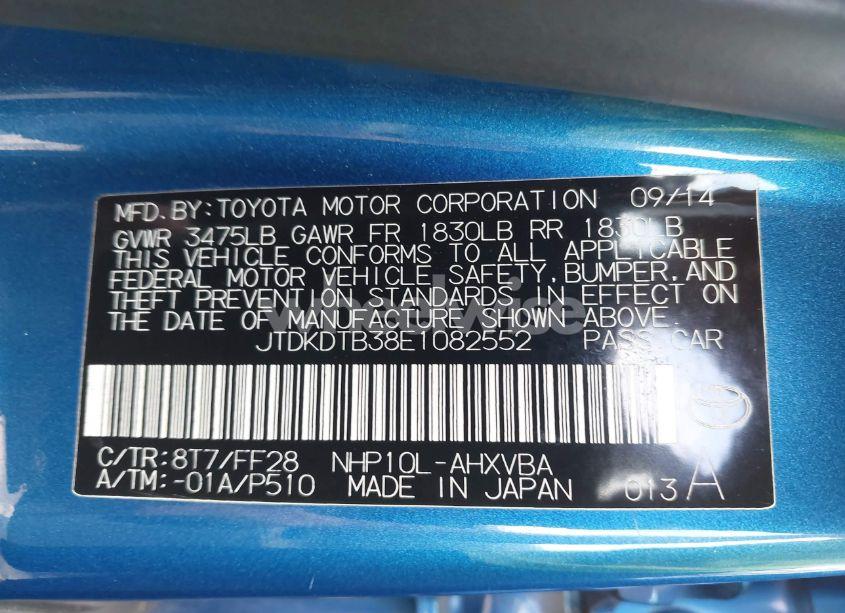 MFD.BY:TOYOTA MOTOR CORPORATION 09/14
GVWR 3475LB GAWR FR 1830LB RR 1830LB
THIS VEHICLE CONFORMS TO ALL APPLICABLE
FEDERAL MOTOR VEHICLE SAFETY,BUMPER,AND
THEFT PREVENTION STANDARDS IN EFFECT ON
THE DATE OF MANUFACTURE SHOWN ABOVE.
JTDKDTB38E1082552 PASS CAR
C/TR:8T7/FF28 NHP10L-AHXVBA
A/TM:-01A/P510 MADE IN JAPAN 013 A